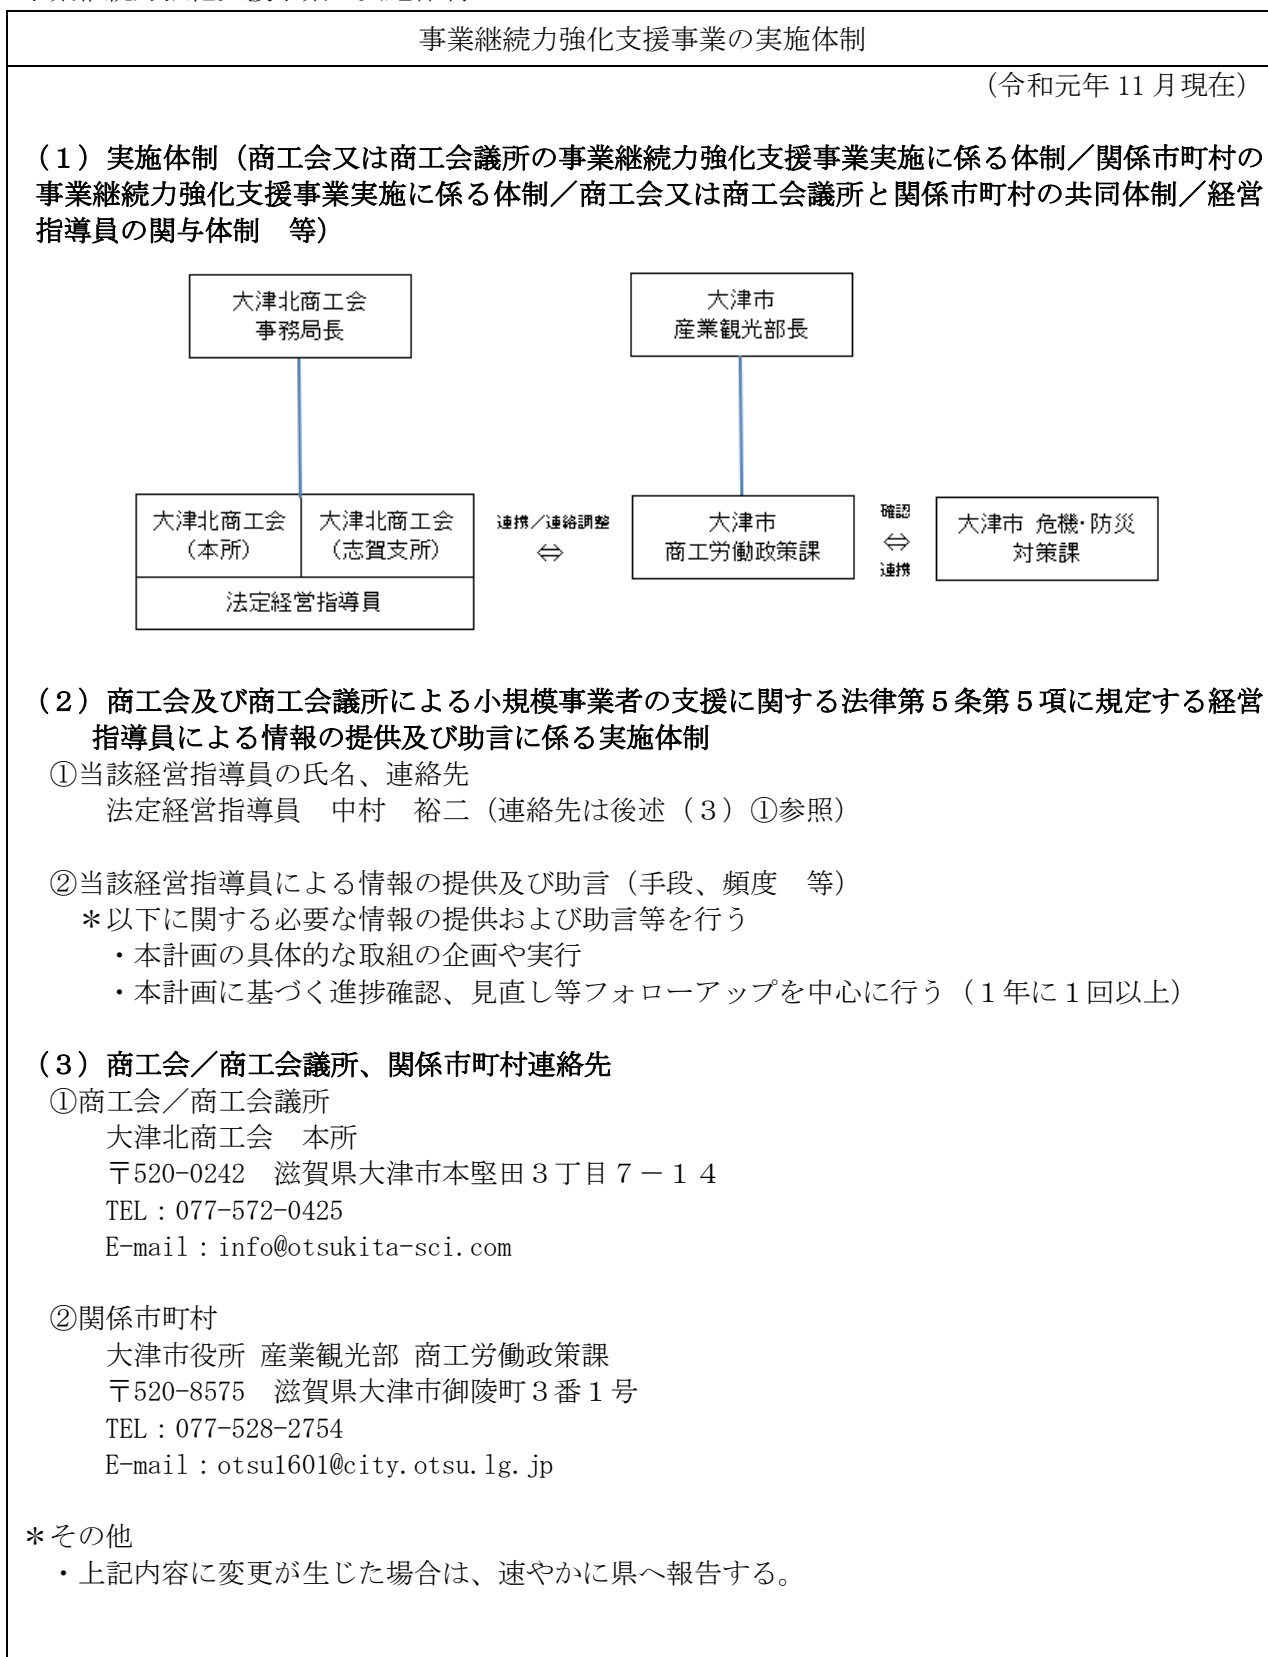 事業継続力強化支援事業の実施体制
（令和元年 11 月現在）
（１）実施体制（商工会又は商工会議所の事業継続力強化支援事業実施に係る体制／関係市町村の
事業継続力強化支援事業実施に係る体制／商工会又は商工会議所と関係市町村の共同体制／経営
指導員の関与体制　等）
大津北商工会
事務局長
大津市
産業観光部長
大津北商工会
（本所）
大津北商工会
（志賀支所）
法定経営指導員
連携／連絡調整
⇔
大津市
商工労働政策課
確認
⇔
連携
大津市 危機・防災
対策課
（２）商工会及び商工会議所による小規模事業者の支援に関する法律第５条第５項に規定する経営
指導員による情報の提供及び助言に係る実施体制
①当該経営指導員の氏名、連絡先
法定経営指導員　中村　裕二（連絡先は後述（３）①参照）
②当該経営指導員による情報の提供及び助言（手段、頻度　等）
＊以下に関する必要な情報の提供および助言等を行う
・本計画の具体的な取組の企画や実行
・本計画に基づく進捗確認、見直し等フォローアップを中心に行う（１年に１回以上）
（３）商工会／商工会議所、関係市町村連絡先
①商工会／商工会議所
大津北商工会　本所
〒520-0242　滋賀県大津市本堅田３丁目７－１４
TEL：077-572-0425
E-mail：info@otsukita-sci.com
②関係市町村
大津市役所 産業観光部 商工労働政策課
〒520-8575　滋賀県大津市御陵町３番１号
TEL：077-528-2754
E-mail：otsu1601@city.otsu.lg.jp
＊その他
・上記内容に変更が生じた場合は、速やかに県へ報告する。